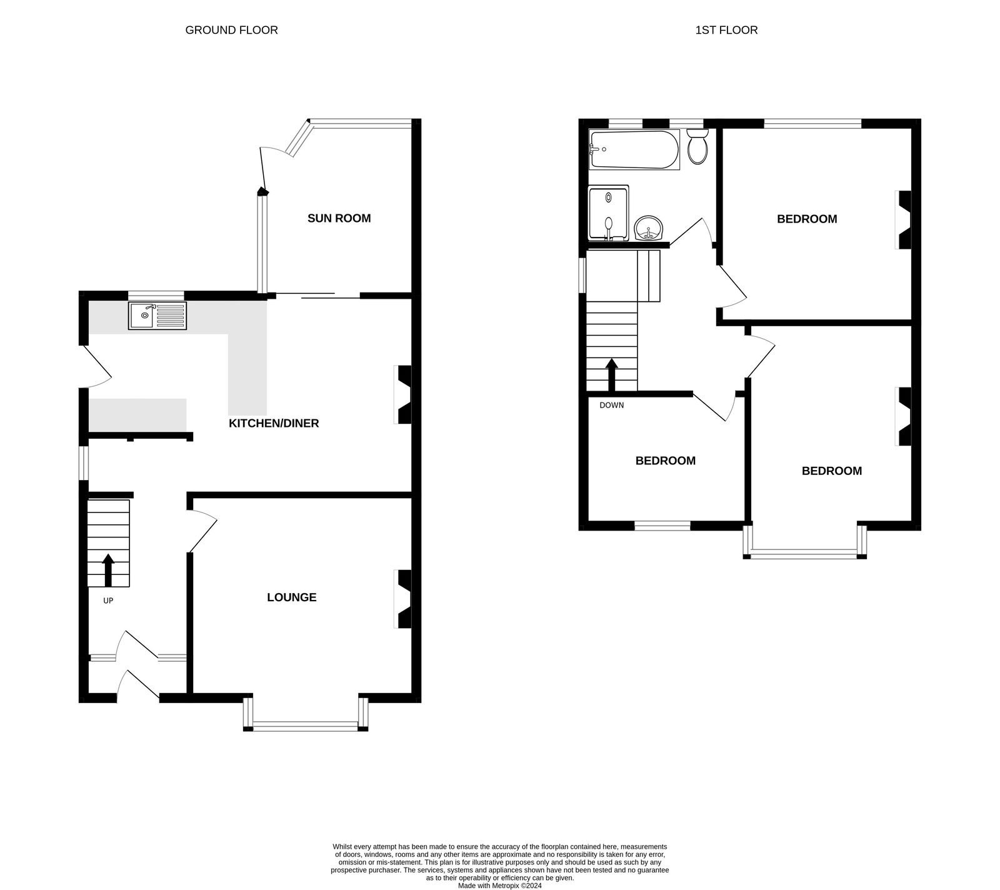 GROUND FLOOR
1ST FLOOR
SUN ROOM
KITCHEN/DINER
LOUNGE
UP
BEDROOM
DOWN
BEDROOM
BEDROOM
Whilst every attempt has been made to ensure the accuracy of the floorplan contained here, measurements
of doors, windows, rooms and any other items are approximate and no responsibility is taken for any error,
omission or mis-statement. This plan is for illustrative purposes only and should be used as such by any
prospective purchaser. The services, systems and appliances shown have not been tested and no guarantee
as to their operability or efficiency can be given.
Made with Metropix ©2024